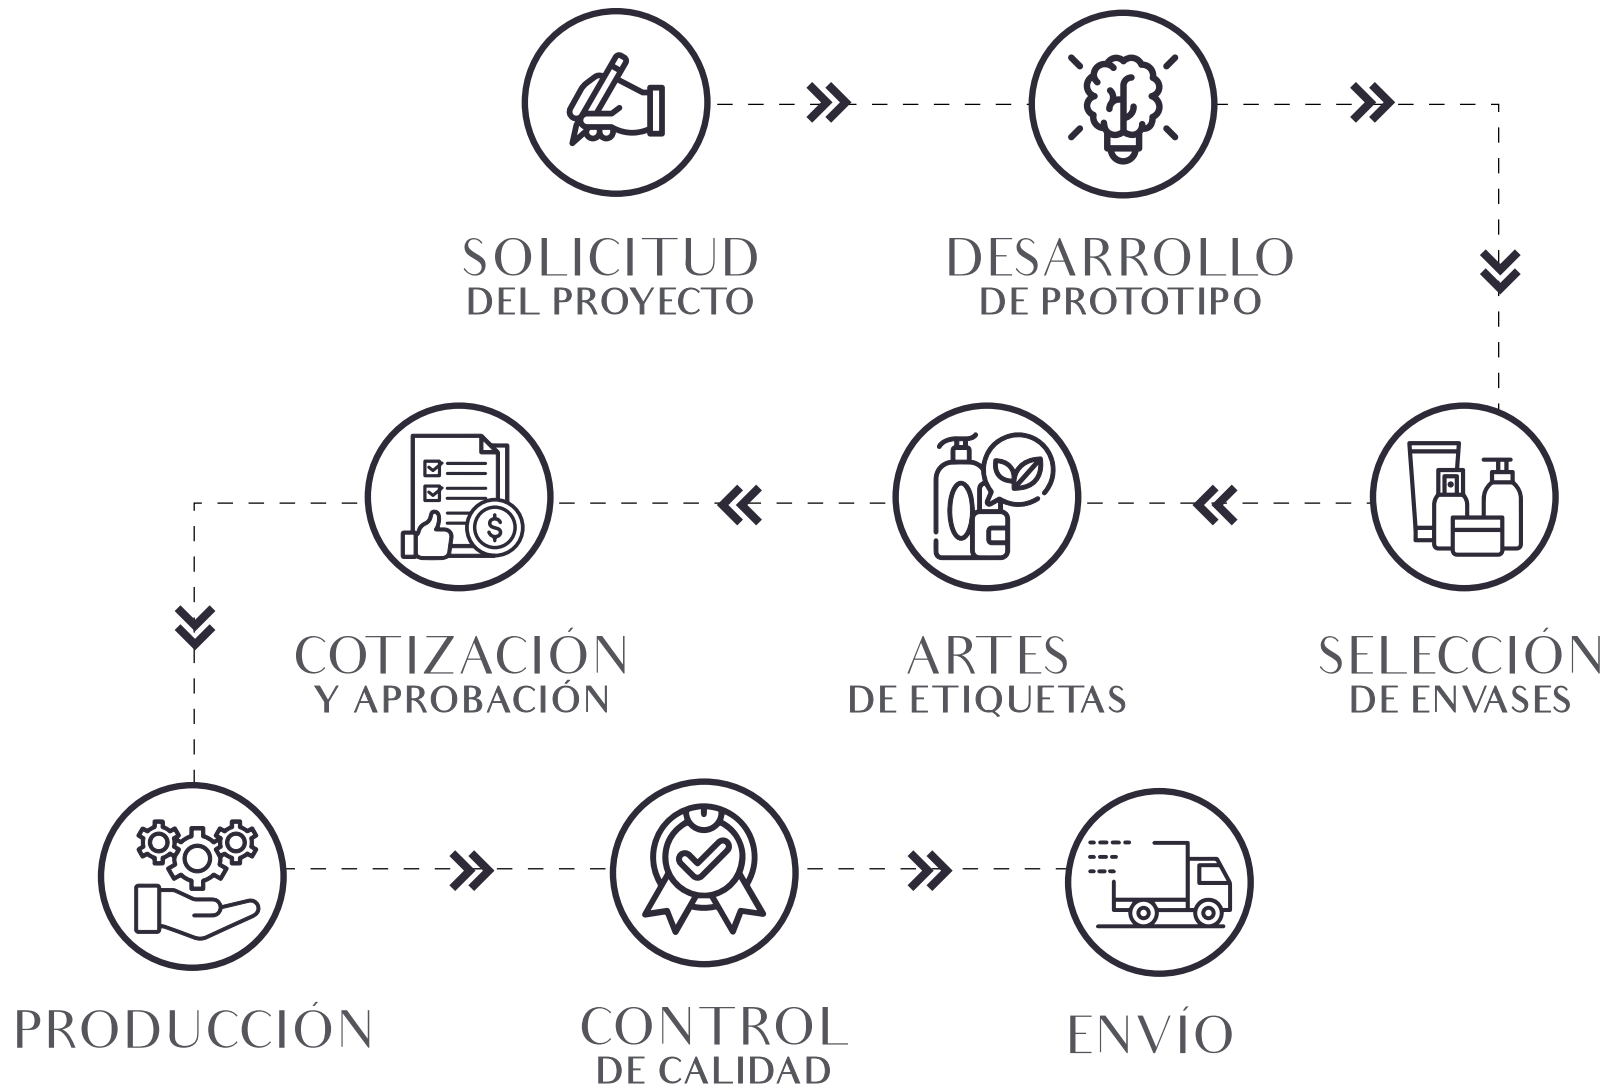 SOLICITUD
DEL PROYECTO
DESARROLLO
DE PROTOTIPO
SELECCIÓN
DE ENVASES
ARTES
DE ETIQUETAS
COTIZACIÓN
Y APROBACIÓN
$
PRODUCCIÓN
CONTROL
DE CALIDAD
ENVÍO